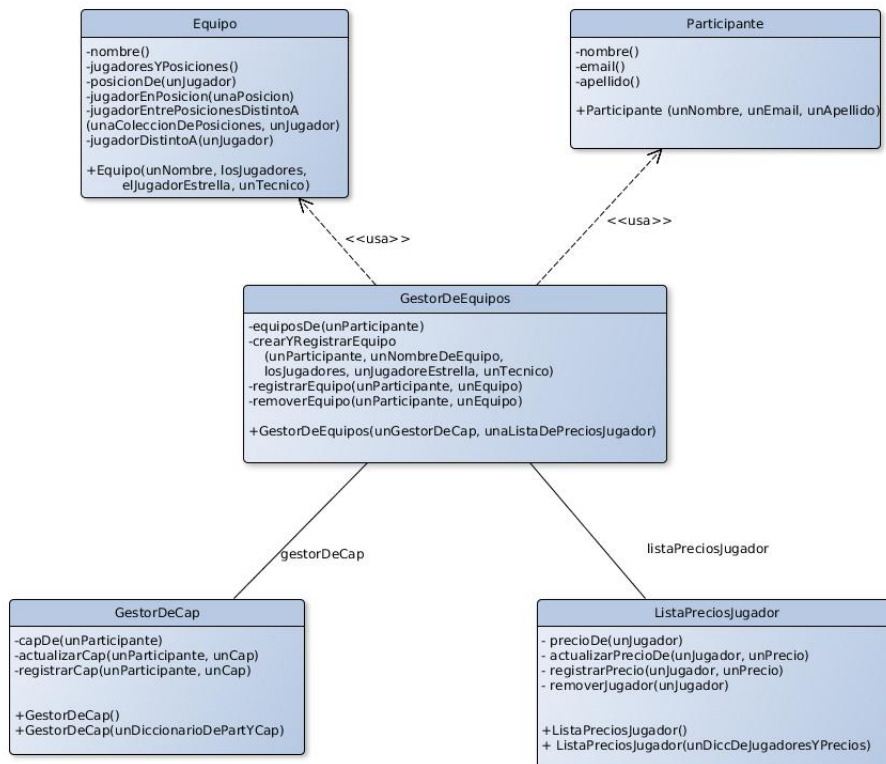 Equipo
-nombre()
-jugadoresYPosiciones()
-posicionDe(unJugador)
-jugadorEnPosicion(unaPosicion)
-jugadorEntrePosicionesDistintoA
(unaColeccionDePosiciones, unJugador)
-jugadorDistintoA(unJugador)
+Equipo(unNombre, losJugadores,
elJugadorEstrella, unTecnico)
Participante
-nombre()
-email()
-apellido()
+Participante (unNombre, unEmail, unApellido)
<<usa>>
<<usa>>
GestorDeEquipos
-equiposDe(unParticipante)
-crearYRegistrarEquipo
(unParticipante, unNombreDeEquipo,
losJugadores, unJugadoreEstrella, unTecnico)
-registrarEquipo(unParticipante, unEquipo)
-removerEquipo(unParticipante, unEquipo)
+GestorDeEquipos(unGestorDeCap, unaListaDePreciosJugador)
gestorDeCap
listaPreciosJugador
GestorDeCap
-capDe(unParticipante)
-actualizarCap(unParticipante, unCap)
-registrarCap(unParticipante, unCap)
+GestorDeCap()
+GestorDeCap(unDiccionarioDePartYCap)
ListaPreciosJugador
- precioDe(unJugador)
- actualizarPrecioDe(unJugador, unPrecio)
- registrarPrecio(unJugador, unPrecio)
- removerJugador(unJugador)
+ListaPreciosJugador()
+ ListaPreciosJugador(unDiccDeJugadoresYPrecios)